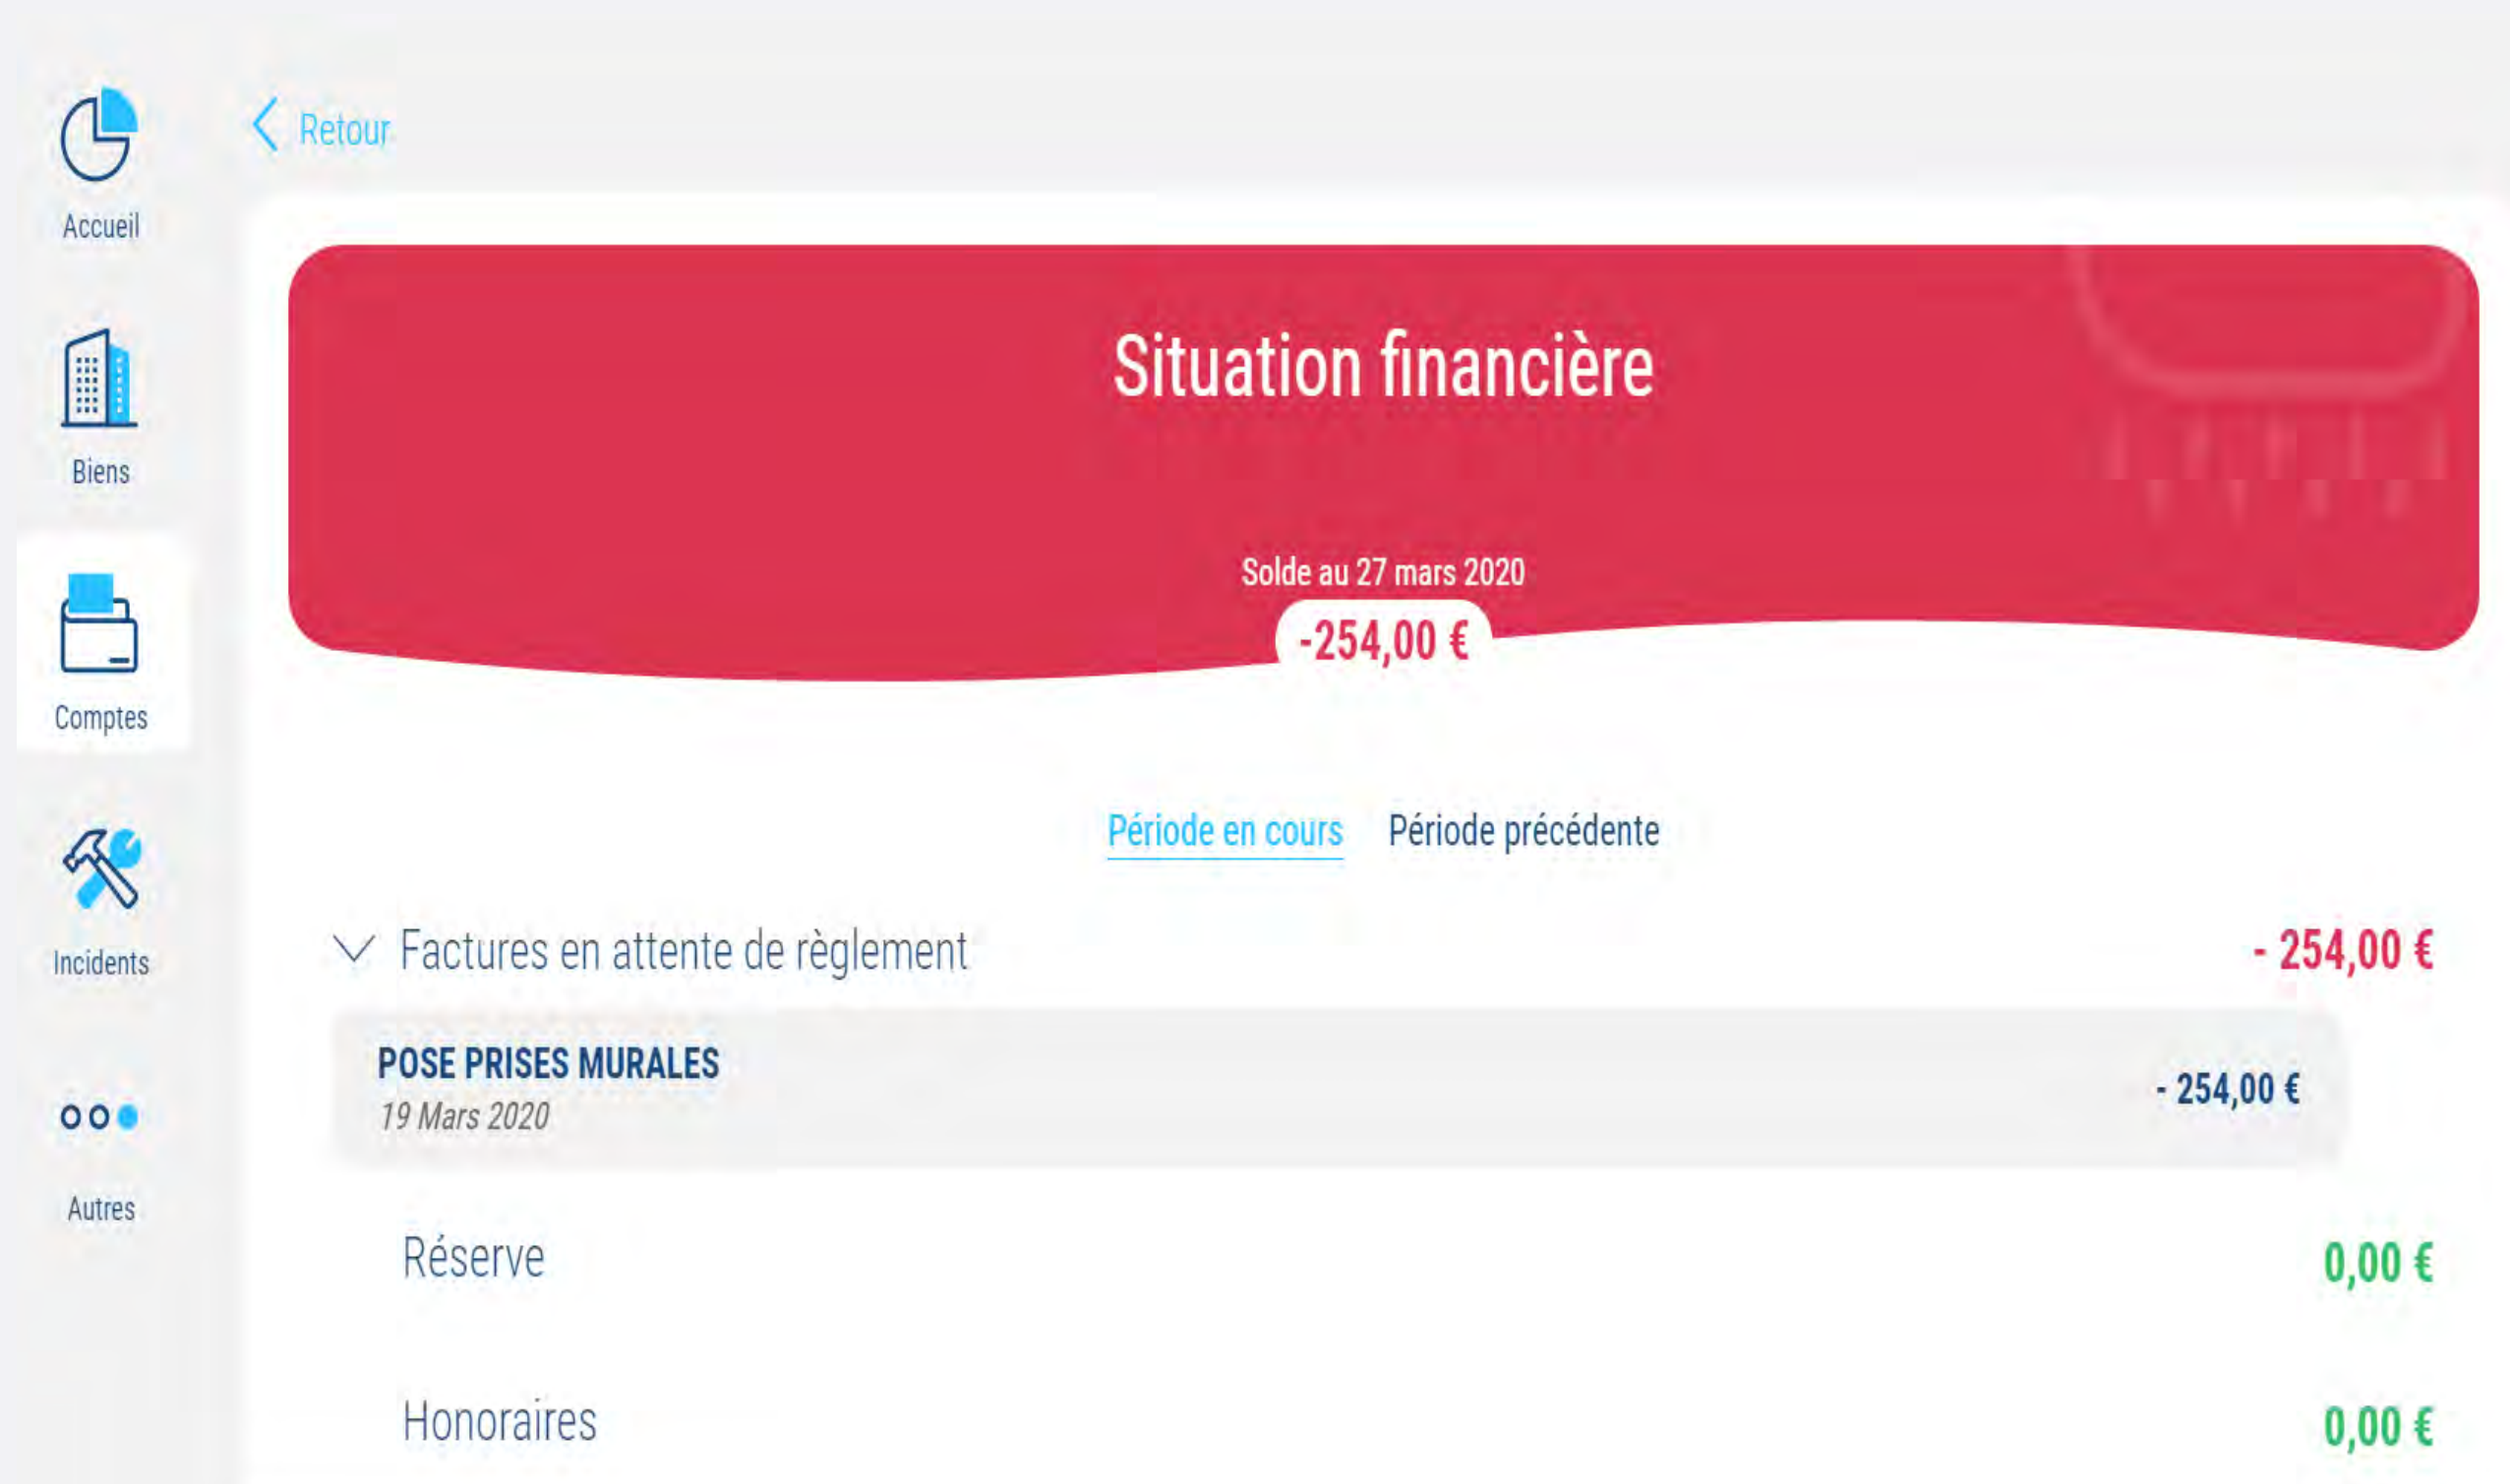 Retour
Accueil
Biens
Comptes
Incidents
Autres
Situation financière
Solde au 27 mars 2020
-254,00 €
Période en cours Période précédente
Factures en attente de règlement - 254,00 €
POSE PRISES MURALES
19 Mars 2020
- 254,00 €
Réserve 0,00 €
Honoraires 0,00 €